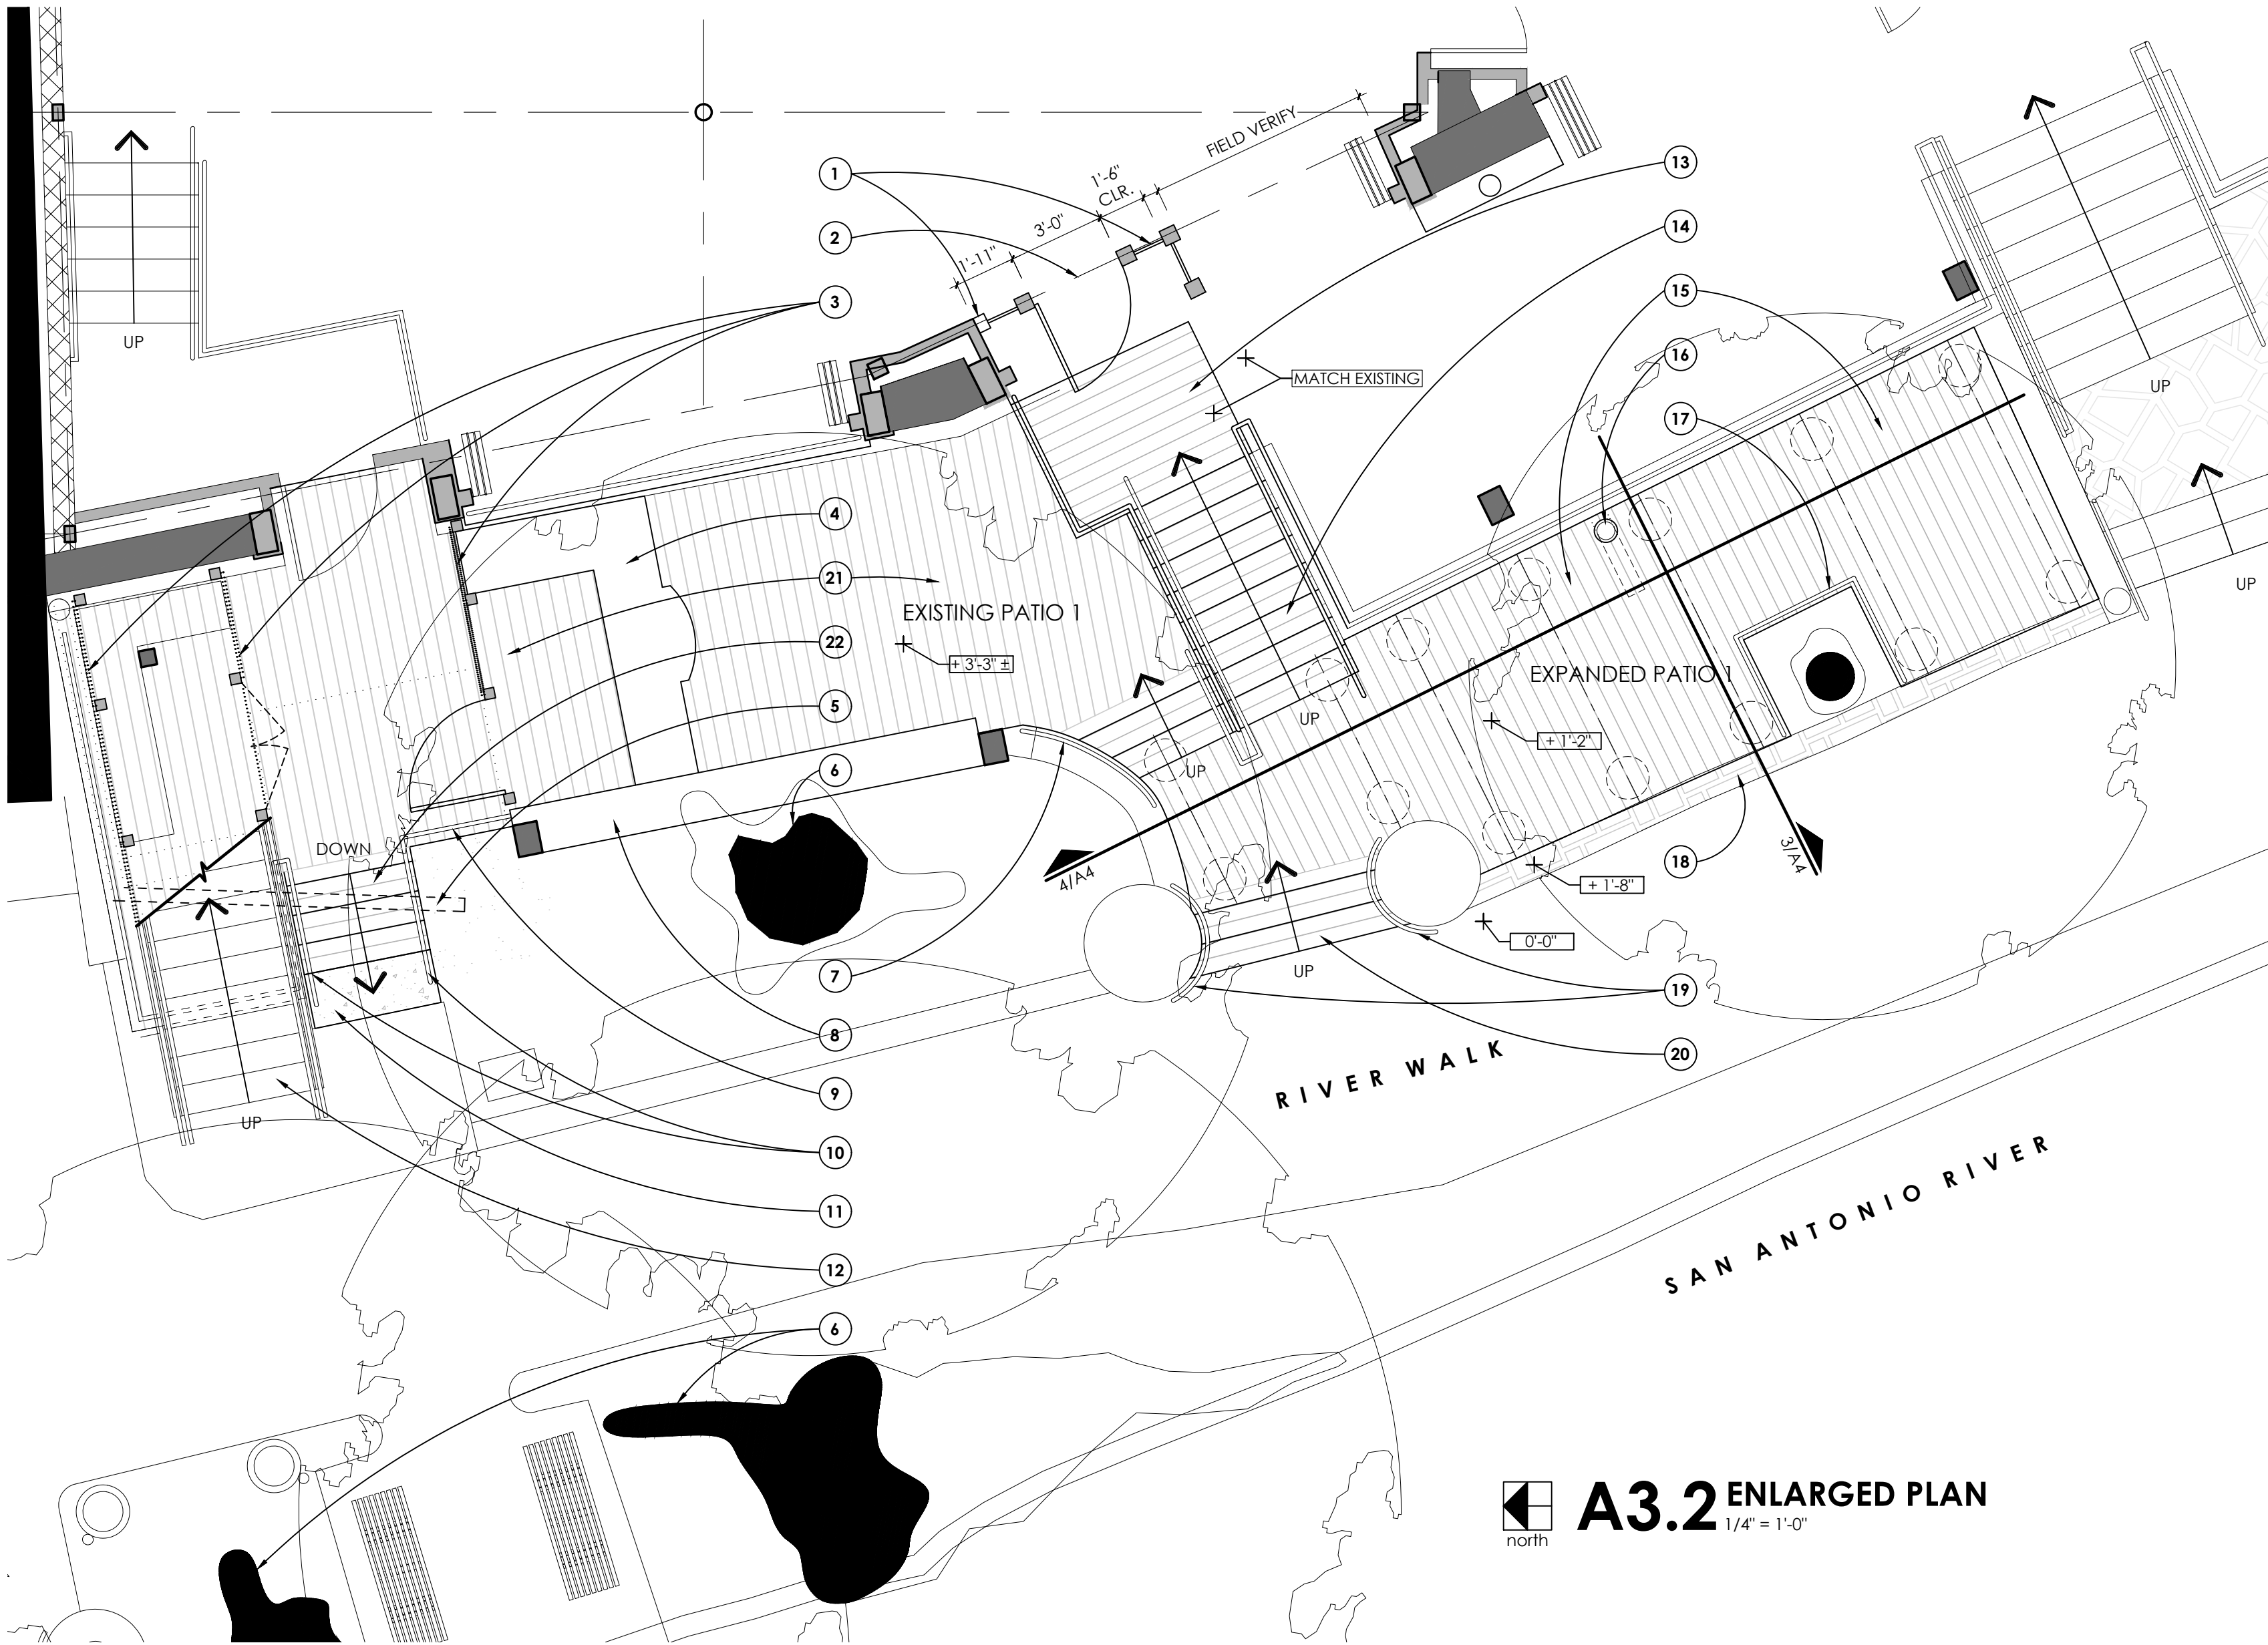 FIELD VERIFY
1'-6"
CLR.
3'-0"
1'-11"
1
2
3
4
21
22
5
6
7
8
9
10
11
12
6
13
14
15
16
17
18
19
20
UP
UP
UP
UP
MATCH EXISTING
EXISTING PATIO 1
+ 3'-3" ±
EXPANDED PATIO 1
+ 1'-2"
UP
UP
DOWN
4/A4
3/A4
+ 1'-8"
0'-0"
UP
UP
RIVER WALK
SAN ANTONIO RIVER
north
A3.2 ENLARGED PLAN
1/4" = 1'-0"